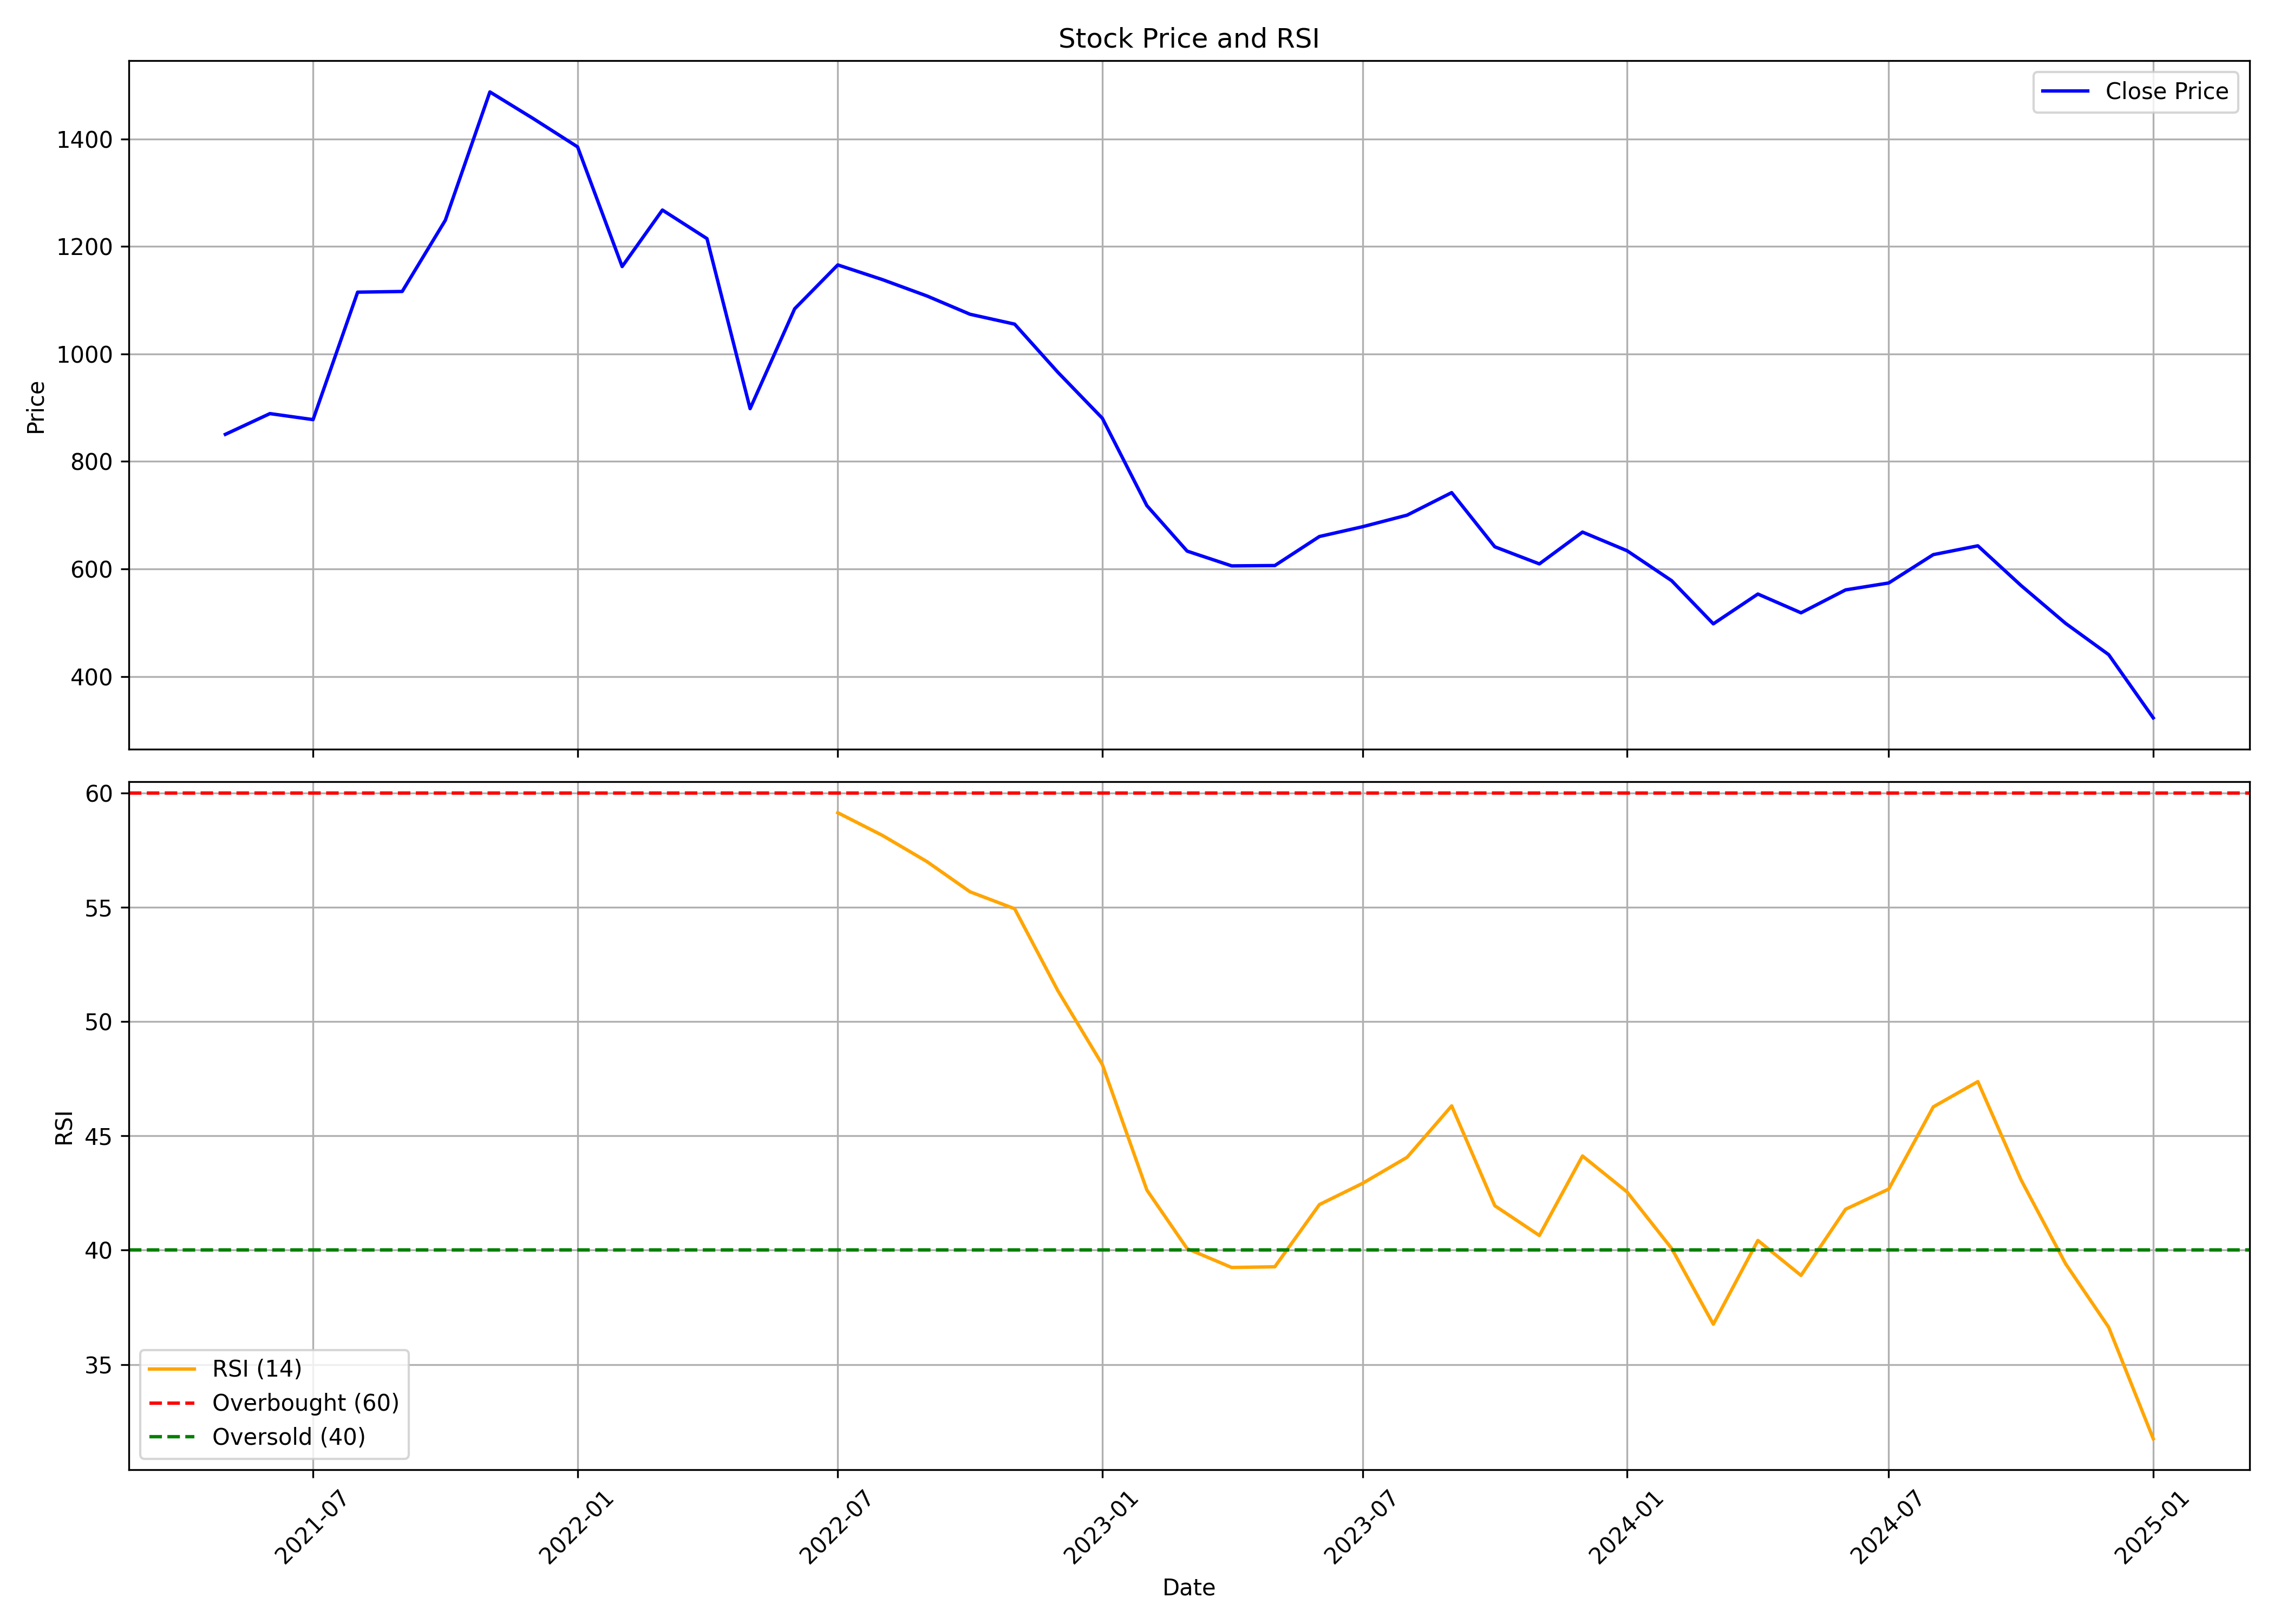 Stock Price and RSI
Close Price
Price
1400
1200
1000
800
600
400
RSI
60
55
50
45
40
35
RSI (14)
Overbought (60)
Oversold (40)
2021-07
2022-01
2022-07
2023-01
2023-07
2024-01
2024-07
2025-01
Date